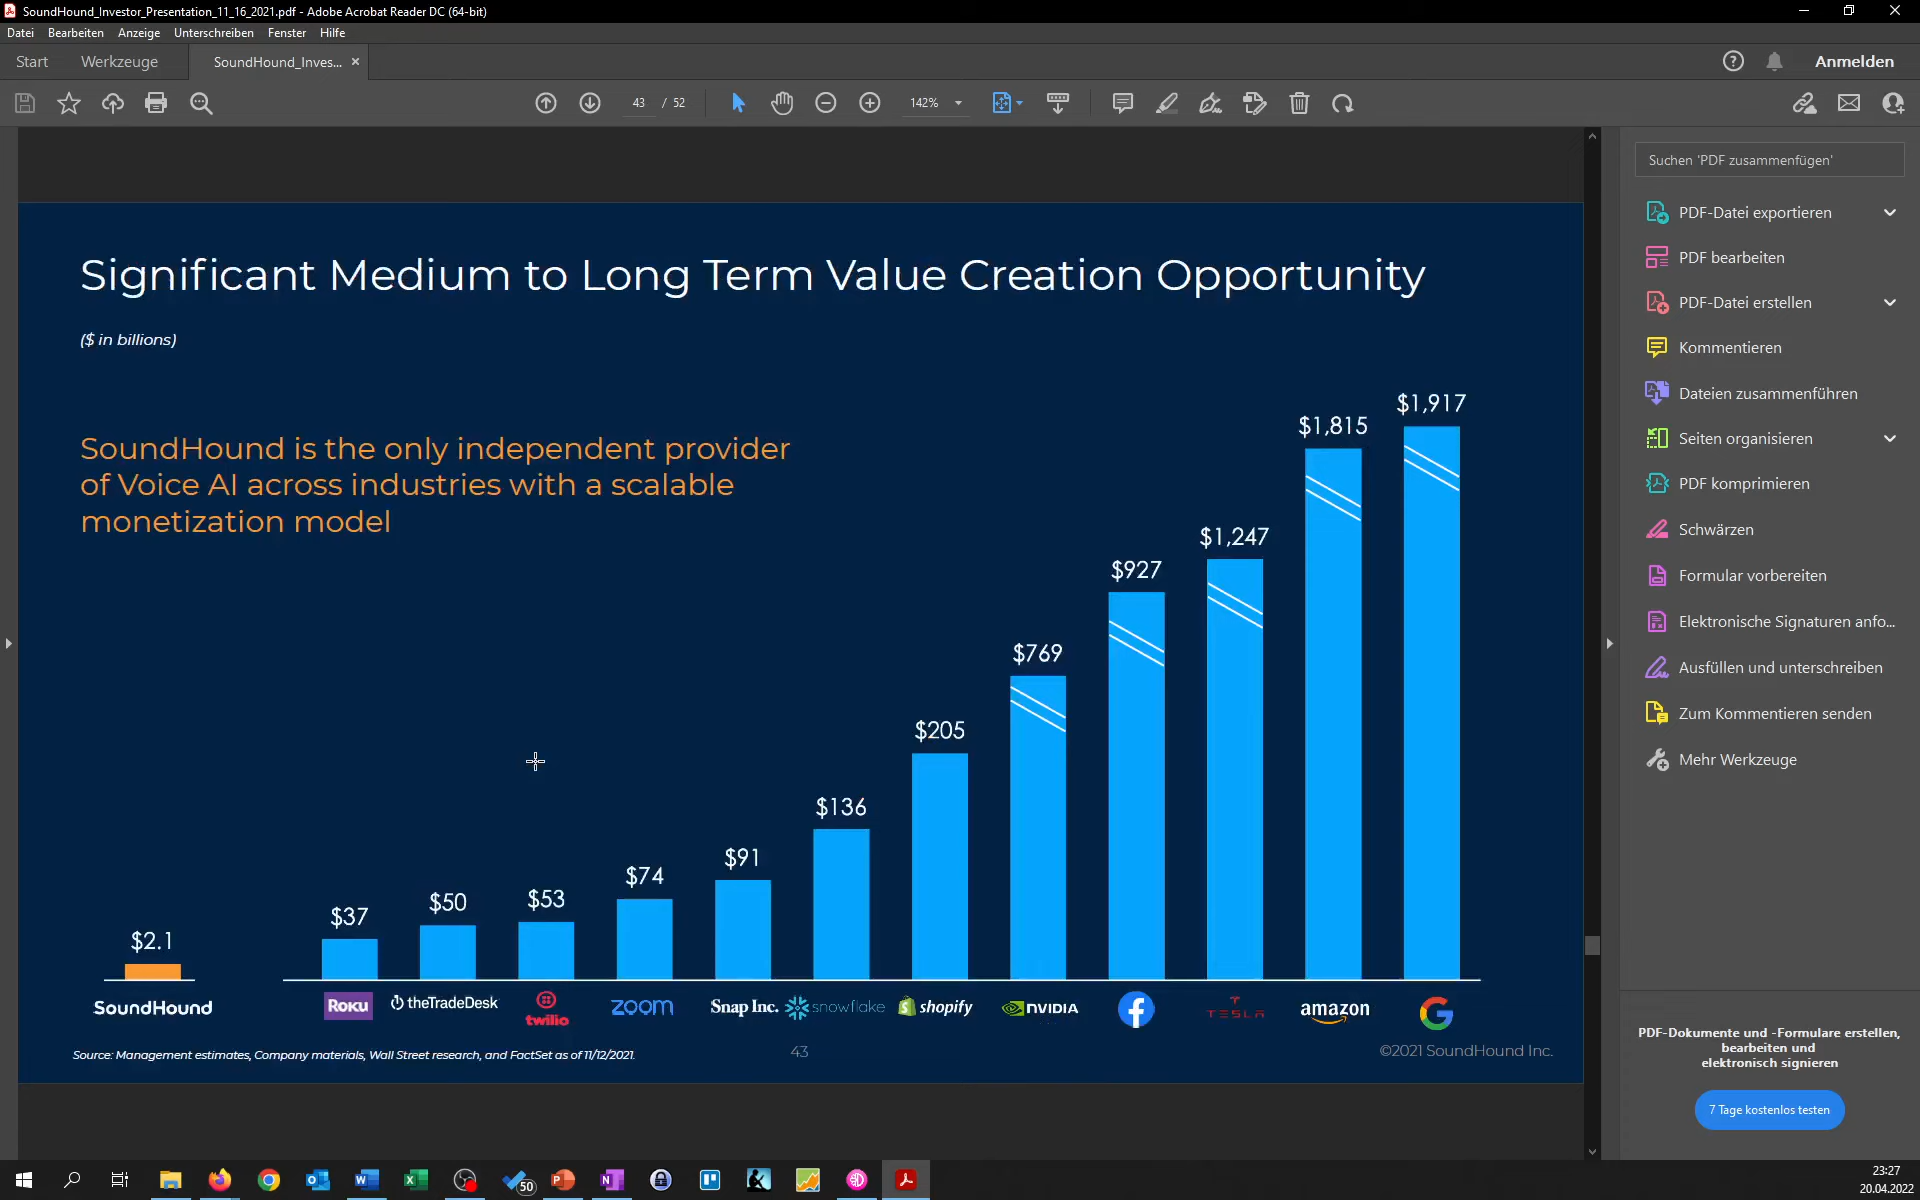 SoundHound_Investor_Presentation_11_16_2021.pdf - Adobe Acrobat Reader DC (64-bit)
Datei Bearbeiten Anzeige Unterschreiben Fenster Hilfe
Start Werkzeuge SoundHound_Inves... × Anmelden
43 / 52 142%
Suchen 'PDF zusammenfügen'
PDF-Datei exportieren
PDF bearbeiten
PDF-Datei erstellen
Kommentieren
Dateien zusammenführen
Seiten organisieren
PDF komprimieren
Schwärzen
Formular vorbereiten
Elektronische Signaturen anfo...
Ausfüllen und unterschreiben
Zum Kommentieren senden
Mehr Werkzeuge
PDF-Dokumente und -Formulare erstellen,
bearbeiten und
elektronisch signieren
7 Tage kostenlos testen
Significant Medium to Long Term Value Creation Opportunity
($ in billions)
SoundHound is the only independent provider
of Voice AI across industries with a scalable
monetization model
$2.1 $37 $50 $53 $74 $91 $136 $205 $769 $927 $1,247 $1,815 $1,917
SoundHound Roku theTradeDesk twilio zoom Snap Inc. snowflake shopify NVIDIA f TESLA amazon G
Source: Management estimates, Company materials, Wall Street research, and FactSet as of 11/12/2021.
43
©2021 SoundHound Inc.
50
23:27
20.04.2022